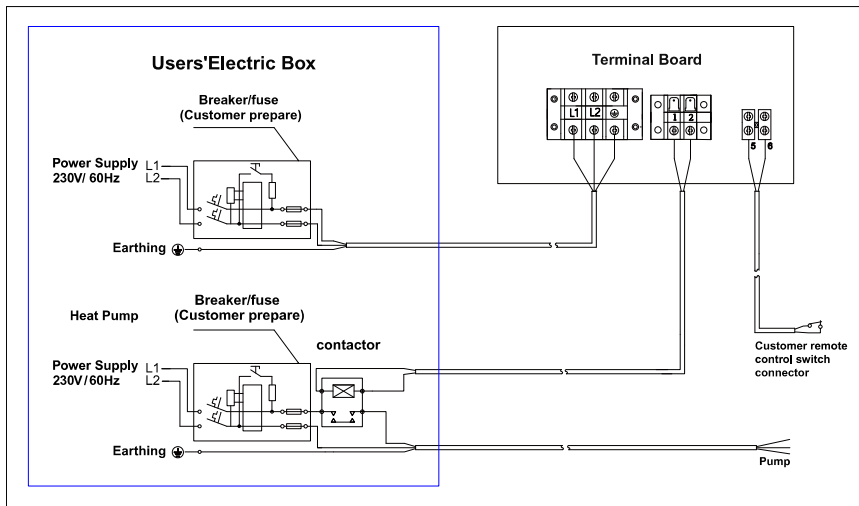 Users'Electric Box
Terminal Board
Breaker/fuse
(Customer prepare)
L1 L2
1 2
5 6
Power Supply L1
230V/ 60Hz L2
Earthing
Heat Pump
Breaker/fuse
(Customer prepare)
contactor
Customer remote
control switch
connector
Power Supply L1
230V/60Hz L2
Earthing
Pump